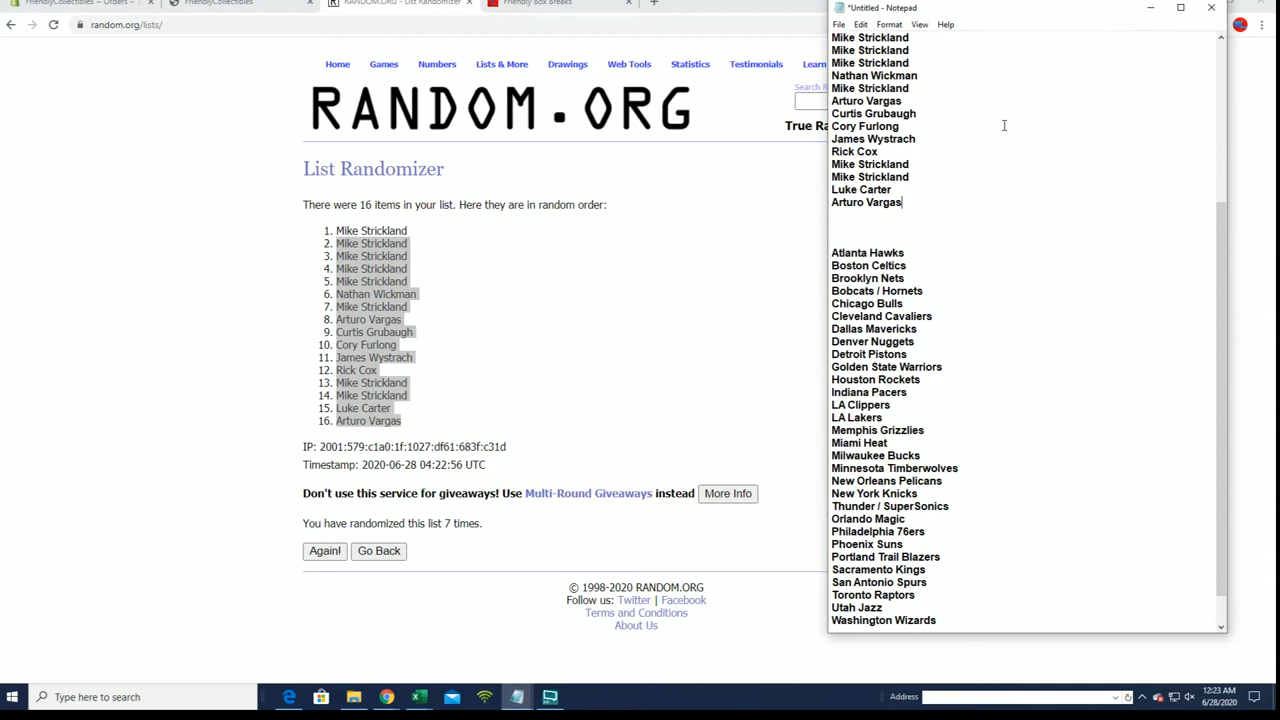 FriendlyCollectibles ~ Orders ~
FriendlyCollectibles
RANDOM.ORG - List Randomizer
Friendly Box Breaks
random.org/lists/
Home
Games
Numbers
Lists & More
Drawings
Web Tools
Statistics
Testimonials
Learn
Search R
RANDOM.ORG
True Ra
List Randomizer
There were 16 items in your list. Here they are in random order:
1. Mike Strickland
2. Mike Strickland
3. Mike Strickland
4. Mike Strickland
5. Mike Strickland
6. Nathan Wickman
7. Mike Strickland
8. Arturo Vargas
9. Curtis Grubaugh
10. Cory Furlong
11. James Wystrach
12. Rick Cox
13. Mike Strickland
14. Mike Strickland
15. Luke Carter
16. Arturo Vargas
IP: 2001:579:c1a0:1f:1027:df61:683f:c31d
Timestamp: 2020-06-28 04:22:56 UTC
Don't use this service for giveaways! Use Multi-Round Giveaways instead
More Info
You have randomized this list 7 times.
Again!
Go Back
© 1998-2020 RANDOM.ORG
Follow us: Twitter | Facebook
Terms and Conditions
About Us
*Untitled - Notepad
File Edit Format View Help
Mike Strickland
Mike Strickland
Mike Strickland
Nathan Wickman
Mike Strickland
Arturo Vargas
Curtis Grubaugh
Cory Furlong
James Wystrach
Rick Cox
Mike Strickland
Mike Strickland
Luke Carter
Arturo Vargas
Atlanta Hawks
Boston Celtics
Brooklyn Nets
Bobcats / Hornets
Chicago Bulls
Cleveland Cavaliers
Dallas Mavericks
Denver Nuggets
Detroit Pistons
Golden State Warriors
Houston Rockets
Indiana Pacers
LA Clippers
LA Lakers
Memphis Grizzlies
Miami Heat
Milwaukee Bucks
Minnesota Timberwolves
New Orleans Pelicans
New York Knicks
Thunder / SuperSonics
Orlando Magic
Philadelphia 76ers
Phoenix Suns
Portland Trail Blazers
Sacramento Kings
San Antonio Spurs
Toronto Raptors
Utah Jazz
Washington Wizards
Type here to search
Address
12:23 AM
6/28/2020